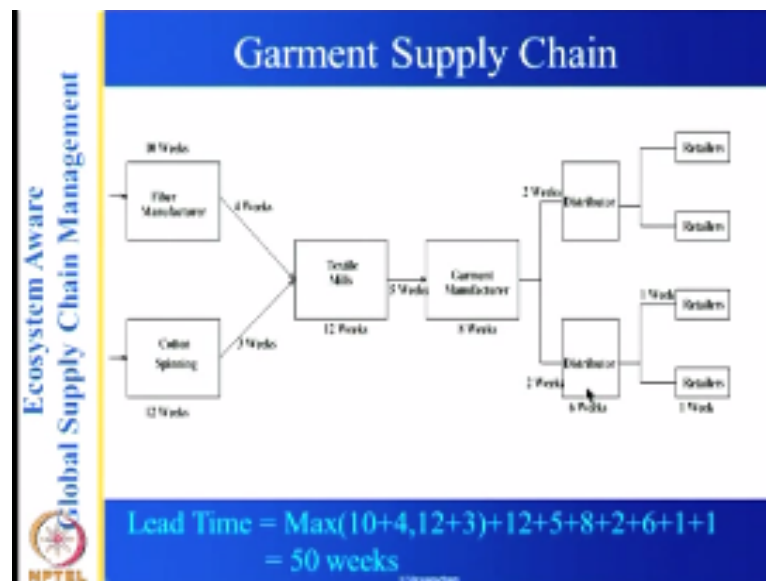 Garment Supply Chain
Ecosystem Aware
Global Supply Chain Management
10 Weeks
Fiber
Manufacturer
4 Weeks
Cotton
Spinning
12 Weeks
3 Weeks
Textile
Mills
12 Weeks
5 Weeks
Garment
Manufacturer
8 Weeks
2 Weeks
Distributor
Retailers
Retailers
2 Weeks
Distributor
6 Weeks
1 Week
Retailers
Retailers
1 Week
Lead Time = Max(10+4,12+3)+12+5+8+2+6+1+1
= 50 weeks
NPTEL